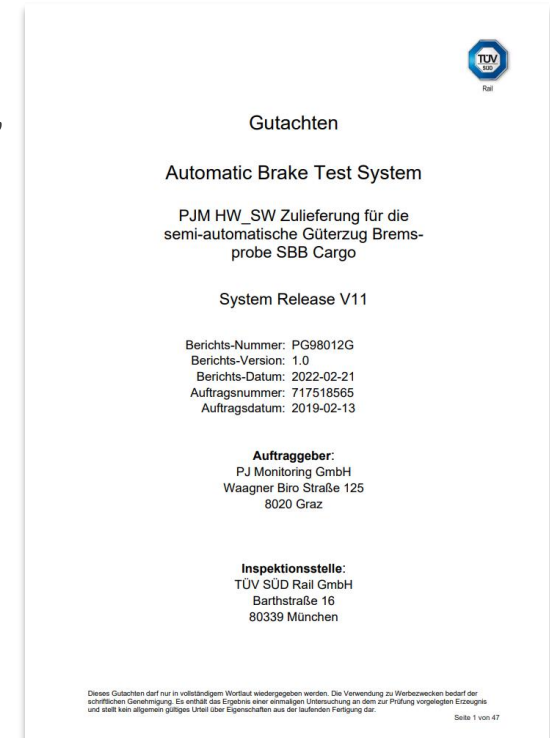 TÜV
SÜD
Rail
Gutachten
Automatic Brake Test System
PJM HW_SW Zulieferung für die
semi-automatische Güterzug Brems-
probe SBB Cargo
System Release V11
Berichts-Nummer: PG98012G
Berichts-Version: 1.0
Berichts-Datum: 2022-02-21
Auftragsnummer: 717518565
Auftragsdatum: 2019-02-13
Auftraggeber:
PJ Monitoring GmbH
Waagner Biro Straße 125
8020 Graz
Inspektionsstelle:
TÜV SÜD Rail GmbH
Barthstraße 16
80339 München
Dieses Gutachten darf nur in vollständigem Wortlaut wiedergegeben werden. Die Verwendung zu Werbezwecken bedarf der
schriftlichen Genehmigung. Es enthält das Ergebnis einer einmaligen Untersuchung an dem zur Prüfung vorgelegten Erzeugnis
und stellt kein allgemein gültiges Urteil über Eigenschaften aus der laufenden Fertigung dar.
Seite 1 von 47